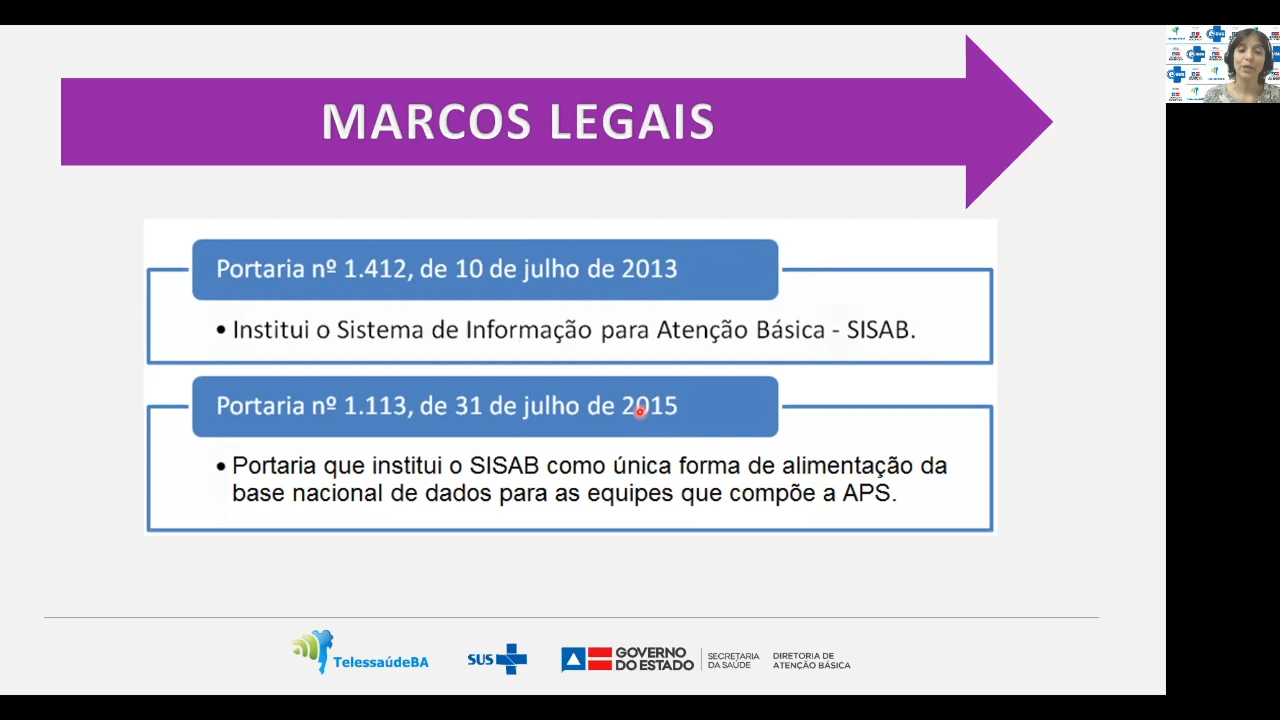 MARCOS LEGAIS
Portaria nº 1.412, de 10 de julho de 2013
• Institui o Sistema de Informação para Atenção Básica - SISAB.
Portaria nº 1.113, de 31 de julho de 2015
• Portaria que institui o SISAB como única forma de alimentação da
base nacional de dados para as equipes que compõe a APS.
TelessaúdeBA
SUS
GOVERNO
DO ESTADO
SECRETARIA
DA SAÚDE
DIRETORIA DE
ATENÇÃO BÁSICA